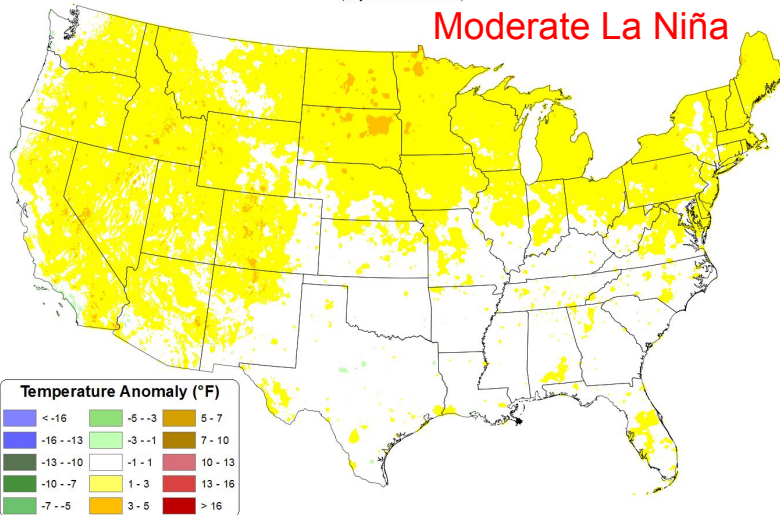 Moderate La Niña
Temperature Anomaly (°F)
< -16
-5 - -3
5 - 7
-16 - -13
-3 - -1
7 - 10
-13 - -10
-1 - 1
10 - 13
-10 - -7
1 - 3
13 - 16
-7 - -5
3 - 5
> 16